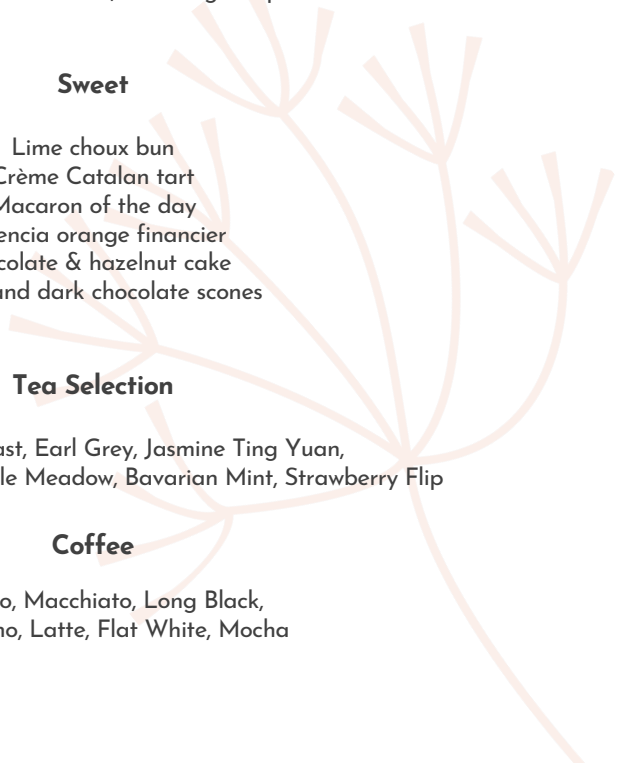 Sweet
Lime choux bun
Crème Catalan tart
Macaron of the day
encia orange financier
colate & hazelnut cake
and dark chocolate scones
Tea Selection
ast, Earl Grey, Jasmine Ting Yuan,
le Meadow, Bavarian Mint, Strawberry Flip
Coffee
o, Macchiato, Long Black,
no, Latte, Flat White, Mocha